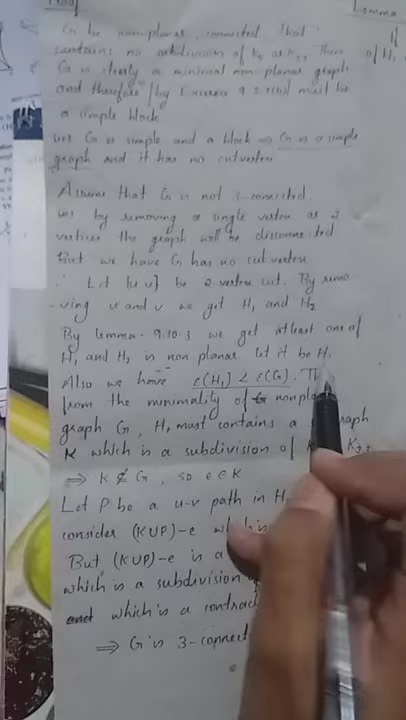 Lemma
G be non planar, connected that
contains no subdivision of K5 or K3,3. Then
G is clearly a minimal non-planar graph
and therefore (by Excercise 9.5.1(b)) must be
a simple block
G is simple and a block => G is a simple
graph and it has no cutvertex
Assume that G is not 3-connected.
by removing a single vertex or 2
vertices the graph will be disconnected
But we have G has no cut vertex
∴ Let {u v} be 2-vertex cut. By remo
-ving u and v we get H1 and H2
By lemma - 9.10.3 we get atleast one of
H1 and H2 is non planar. Let it be H1
Also we have ε(H1) < ε(G).
from the minimality of nonplanar
graph G, H1 must contains a
K which is a subdivision of
=> K ⊄ G, so e ∈ K
Let P be a u-v path in H
consider (KUP)-e
But, (KUP)-e is a
which is a subdivision
which is a
=> G is 3-connect